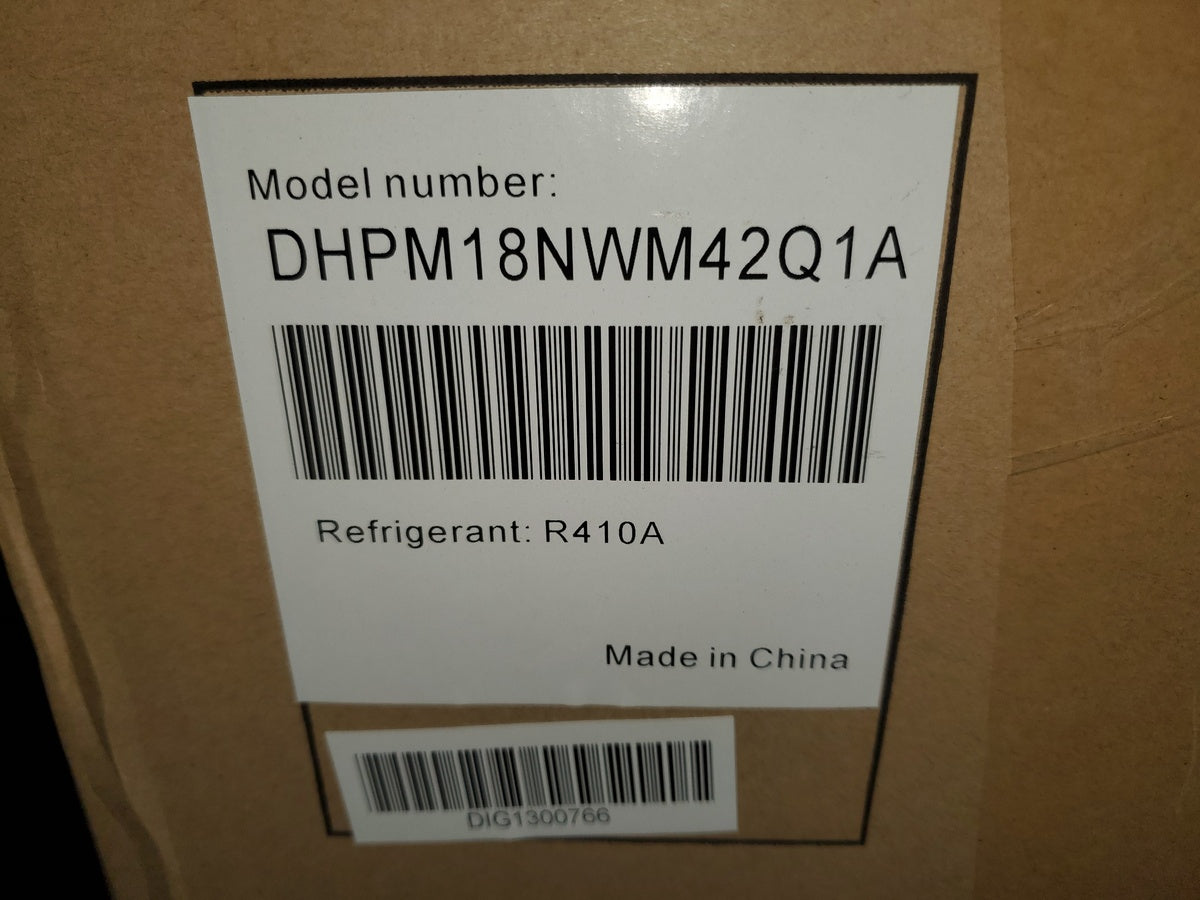 Model number:
DHPM18NWM42Q1A
Refrigerant: R410A
Made in China
DIG1300766